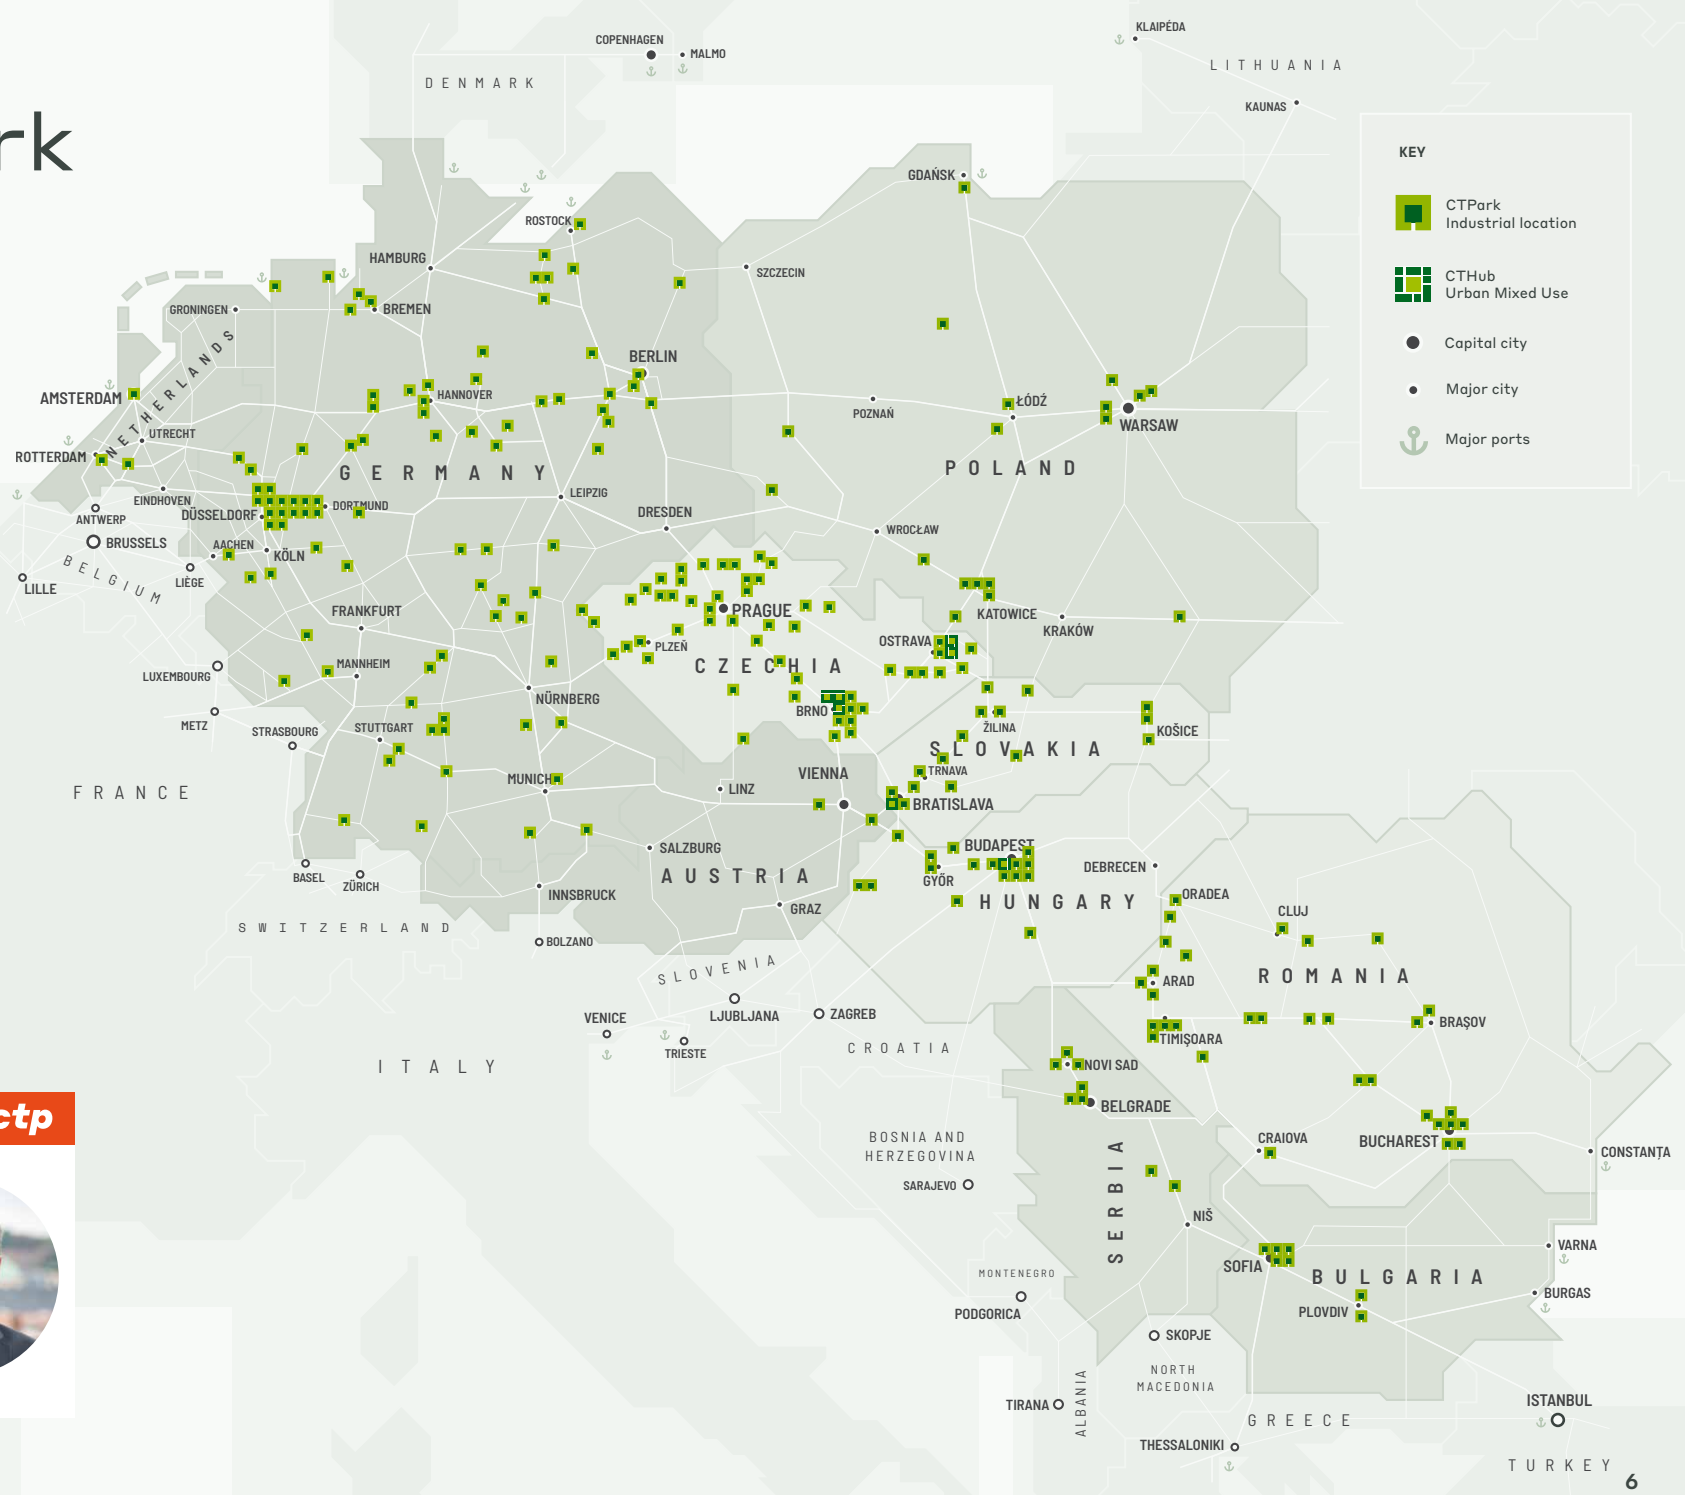 rk
COPENHAGEN
MALMO
DENMARK
KLAIPÉDA
LITHUANIA
KAUNAS
KEY
CTPark
Industrial location
CTHub
Urban Mixed Use
Capital city
Major city
Major ports
GDAŃSK
ROSTOCK
HAMBURG
SZCZECIN
GRONINGEN
BREMEN
NETHERLANDS
BERLIN
AMSTERDAM
HANNOVER
POZNAŃ
ŁÓDŹ
WARSAW
UTRECHT
ROTTERDAM
GERMANY
POLAND
EINDHOVEN
LEIPZIG
DORTMUND
DÜSSELDORF
ANTWERP
DRESDEN
WROCŁAW
BRUSSELS
AACHEN
KÖLN
BELGIUM
LIÈGE
LILLE
FRANKFURT
PRAGUE
KATOWICE
KRAKÓW
OSTRAVA
PLZEŇ
CZECHIA
LUXEMBOURG
MANNHEIM
NÜRNBERG
BRNO
METZ
STRASBOURG
STUTTGART
ŽILINA
KOŠICE
SLOVAKIA
TRNAVA
VIENNA
MUNICH
LINZ
FRANCE
BRATISLAVA
SALZBURG
BUDAPEST
DEBRECEN
BASEL
ZÜRICH
AUSTRIA
GYŐR
INNSBRUCK
HUNGARY
ORADEA
GRAZ
CLUJ
SWITZERLAND
BOLZANO
SLOVENIA
ROMANIA
ARAD
VENICE
LJUBLJANA
ZAGREB
BRAŞOV
TIMIŞOARA
TRIESTE
CROATIA
ITALY
NOVI SAD
BELGRADE
ctp
BOSNIA AND
HERZEGOVINA
CRAIOVA
BUCHAREST
CONSTANȚA
SARAJEVO
SERBIA
NIŠ
VARNA
SOFIA
MONTENEGRO
BULGARIA
BURGAS
PODGORICA
PLOVDIV
SKOPJE
NORTH
MACEDONIA
ALBANIA
TIRANA
ISTANBUL
GREECE
THESSALONIKI
TURKEY
6